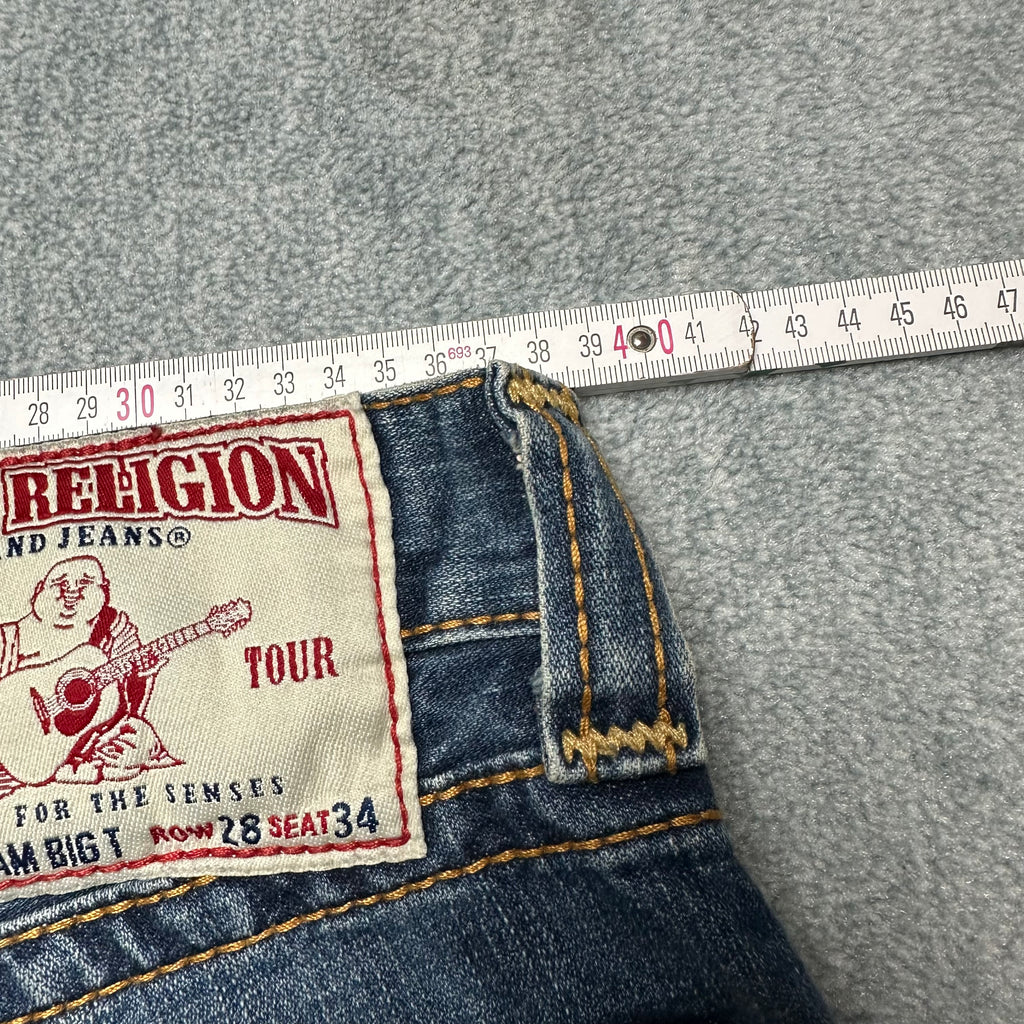 28 29 30 31 32 33 34 35 36 693 37 38 39 40 41 42 43 44 45 46 47
RELIGION
ND JEANS®
TOUR
FOR THE SENSES
AM BIG T ROW 28 SEAT 34